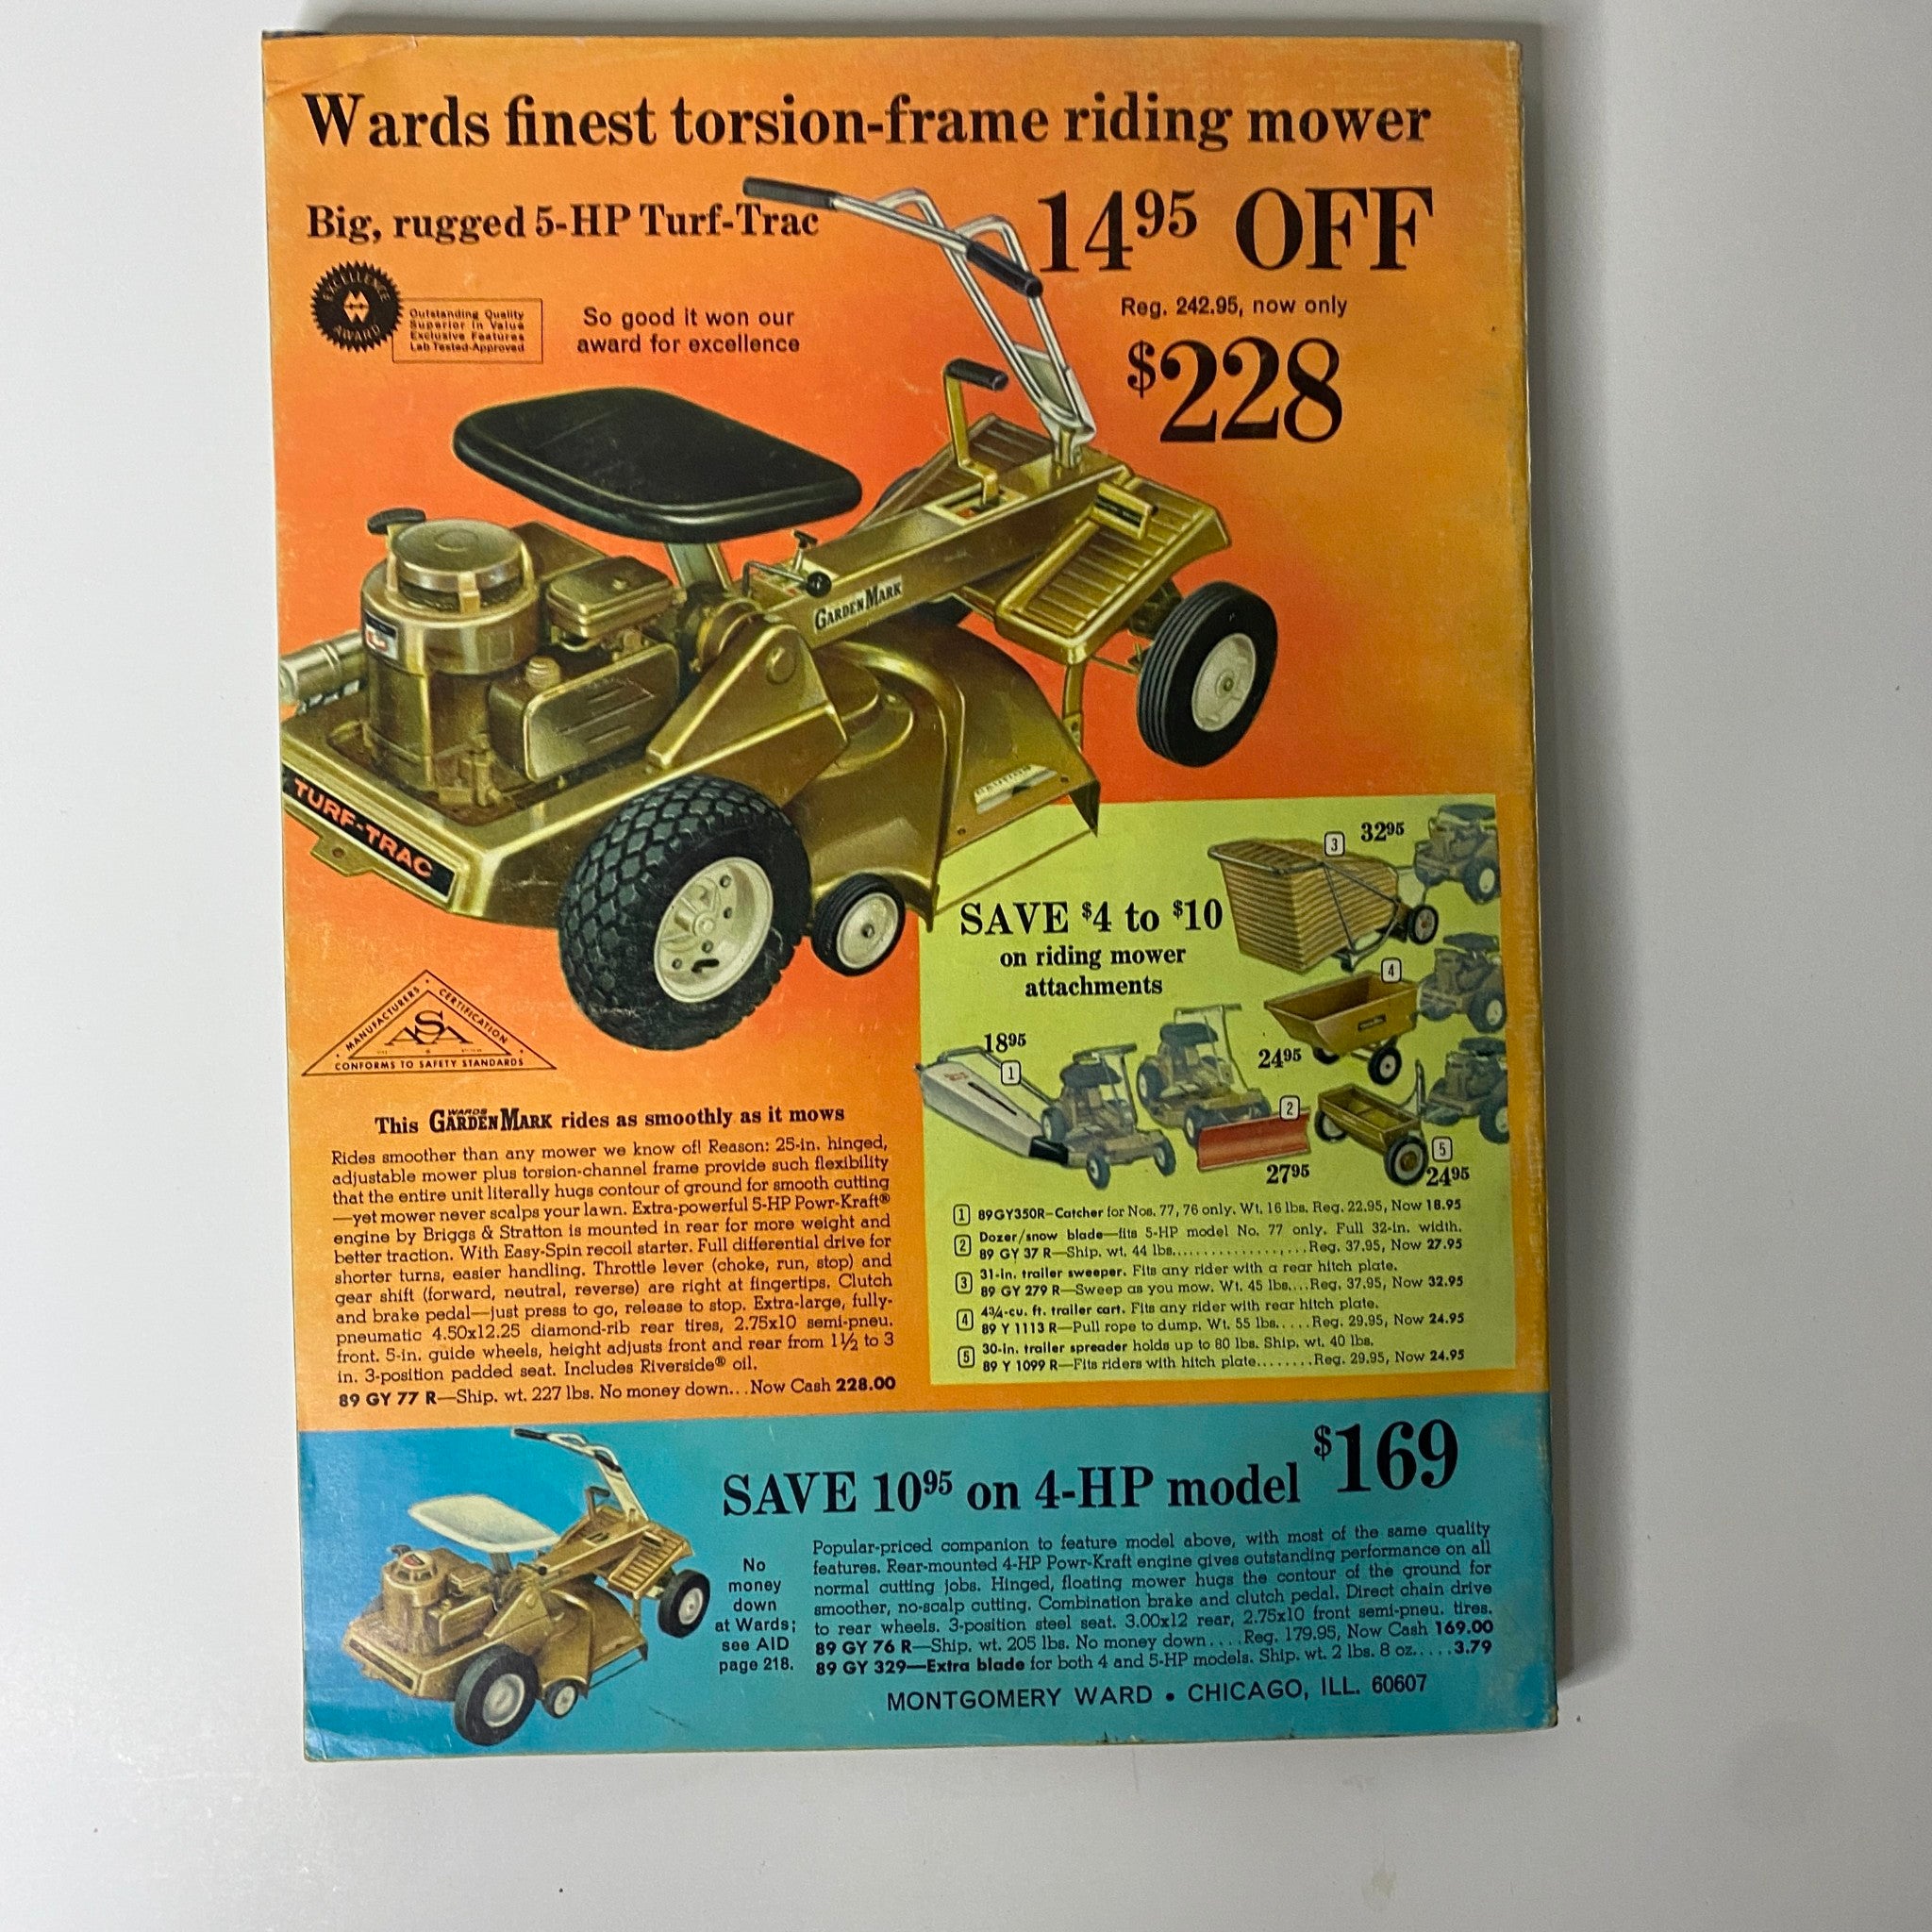 Wards finest torsion-frame riding mower
Big, rugged 5-HP Turf-Trac
14⁹⁵ OFF
EXCELLENCE
AWARD
Outstanding Quality
Superior in Value
Exclusive Features
Lab Tested-Approved
So good it won our
award for excellence
Reg. 242.95, now only
$228
GARDEN MARK
TURF-TRAC
CAUTION
MANUFACTURERS CERTIFICATION
ASA
CONFORMS TO SAFETY STANDARDS
This WARDS GARDEN MARK rides as smoothly as it mows
Rides smoother than any mower we know of! Reason: 25-in. hinged,
adjustable mower plus torsion-channel frame provide such flexibility
that the entire unit literally hugs contour of ground for smooth cutting
—yet mower never scalps your lawn. Extra-powerful 5-HP Powr-Kraft®
engine by Briggs & Stratton is mounted in rear for more weight and
better traction. With Easy-Spin recoil starter. Full differential drive for
shorter turns, easier handling. Throttle lever (choke, run, stop) and
gear shift (forward, neutral, reverse) are right at fingertips. Clutch
and brake pedal—just press to go, release to stop. Extra-large, fully-
pneumatic 4.50x12.25 diamond-rib rear tires, 2.75x10 semi-pneu.
front. 5-in. guide wheels, height adjusts front and rear from 1½ to 3
in. 3-position padded seat. Includes Riverside® oil.
89 GY 77 R—Ship. wt. 227 lbs. No money down...Now Cash 228.00
SAVE $4 to $10
on riding mower
attachments
3 32⁹⁵
4
24⁹⁵
18⁹⁵
1
2
27⁹⁵
5
24⁹⁵
1 89GY350R—Catcher for Nos. 77, 76 only. Wt. 16 lbs. Reg. 22.95, Now 18.95
2 Dozer/snow blade—fits 5-HP model No. 77 only. Full 32-in. width.
89 GY 37 R—Ship. wt. 44 lbs...................Reg. 37.95, Now 27.95
3 31-in. trailer sweeper. Fits any rider with a rear hitch plate.
89 GY 279 R—Sweep as you mow. Wt. 45 lbs....Reg. 37.95, Now 32.95
4 4¾-cu. ft. trailer cart. Fits any rider with rear hitch plate.
89 Y 1113 R—Pull rope to dump. Wt. 55 lbs.....Reg. 29.95, Now 24.95
5 30-in. trailer spreader holds up to 80 lbs. Ship. wt. 40 lbs.
89 Y 1099 R—Fits riders with hitch plate........Reg. 29.95, Now 24.95
SAVE 10⁹⁵ on 4-HP model $169
No
money
down
at Wards;
see AID
page 218.
Popular-priced companion to feature model above, with most of the same quality
features. Rear-mounted 4-HP Powr-Kraft engine gives outstanding performance on all
normal cutting jobs. Hinged, floating mower hugs the contour of the ground for
smoother, no-scalp cutting. Combination brake and clutch pedal. Direct chain drive
to rear wheels. 3-position steel seat. 3.00x12 rear, 2.75x10 front semi-pneu. tires.
89 GY 76 R—Ship. wt. 205 lbs. No money down....Reg. 179.95, Now Cash 169.00
89 GY 329—Extra blade for both 4 and 5-HP models. Ship. wt. 2 lbs. 8 oz.....3.79
MONTGOMERY WARD • CHICAGO, ILL. 60607